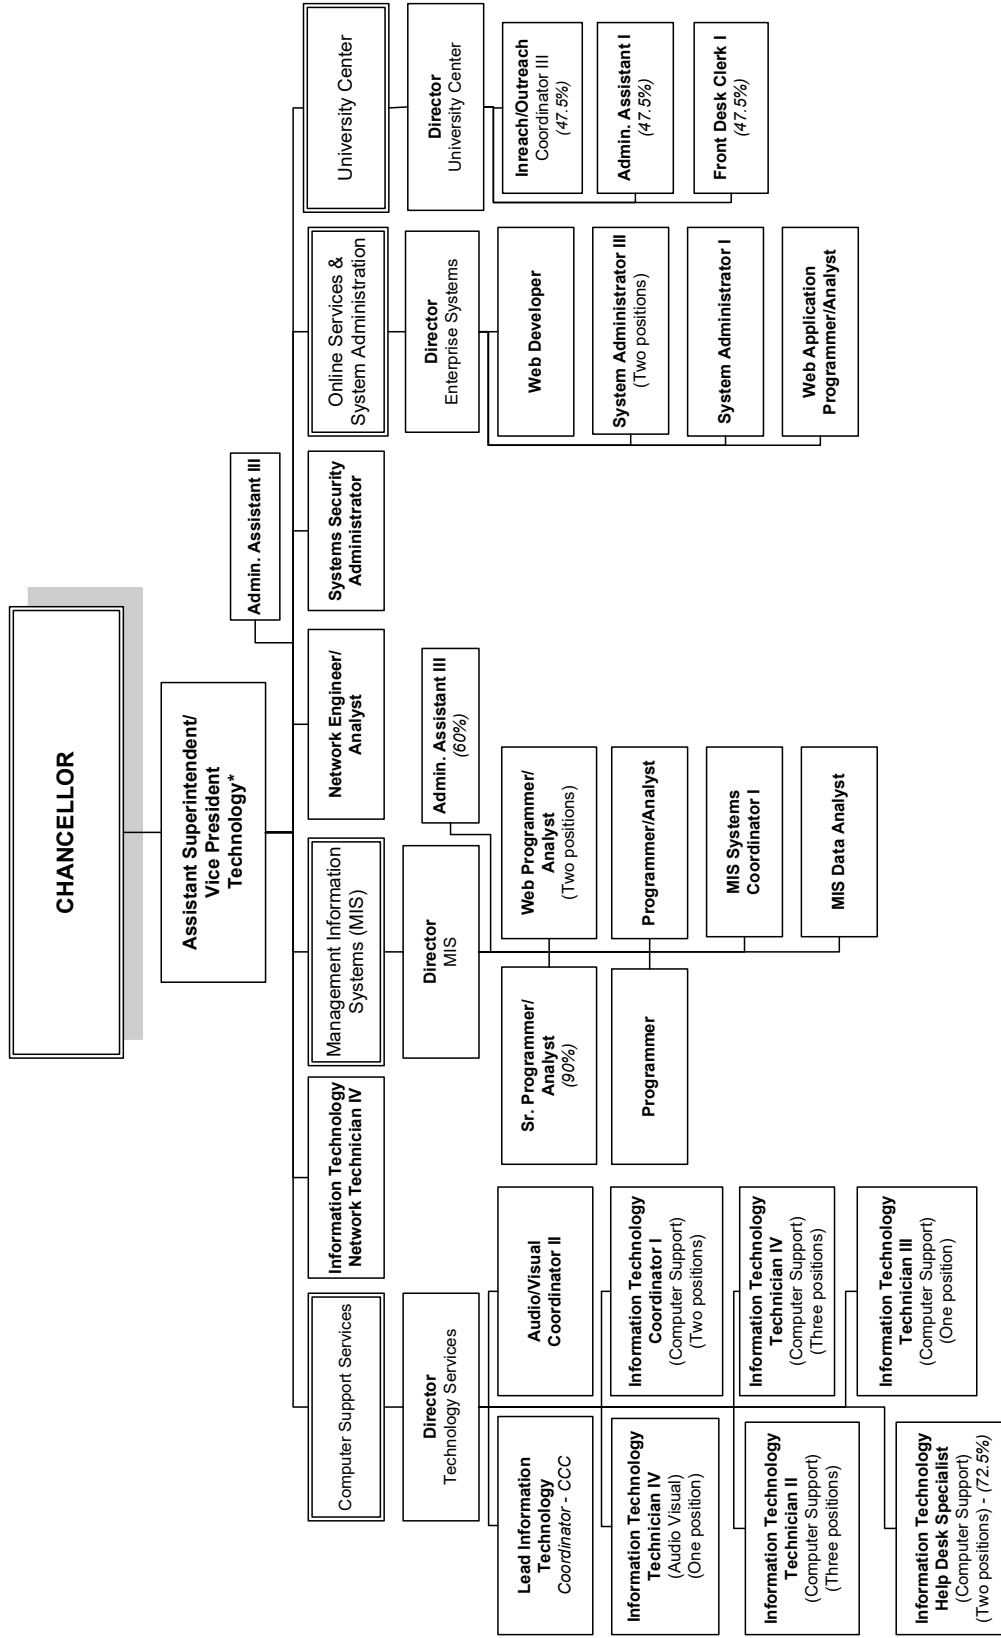 CHANCELLOR
Assistant Superintendent/
Vice President
Technology*
Admin. Assistant III
Computer Support Services
Information Technology
Network Technician IV
Management Information
Systems (MIS)
Network Engineer/
Analyst
Systems Security
Administrator
Online Services &
System Administration
University Center
Director
Technology Services
Lead Information
Technology
Coordinator - CCC
Audio/Visual
Coordinator II
Information Technology
Technician IV
(Audio Visual)
(One position)
Information Technology
Coordinator I
(Computer Support)
(Two positions)
Information Technology
Technician II
(Computer Support)
(Three positions)
Information Technology
Technician IV
(Computer Support)
(Three positions)
Information Technology
Help Desk Specialist
(Computer Support)
(Two positions) - (72.5%)
Information Technology
Technician III
(Computer Support)
(One position)
Director
MIS
Admin. Assistant III
(60%)
Sr. Programmer/
Analyst
(90%)
Web Programmer/
Analyst
(Two positions)
Programmer
Programmer/Analyst
MIS Systems
Coordinator I
MIS Data Analyst
Director
Enterprise Systems
Web Developer
System Administrator III
(Two positions)
System Administrator I
Web Application
Programmer/Analyst
Director
University Center
Inreach/Outreach
Coordinator III
(47.5%)
Admin. Assistant I
(47.5%)
Front Desk Clerk I
(47.5%)